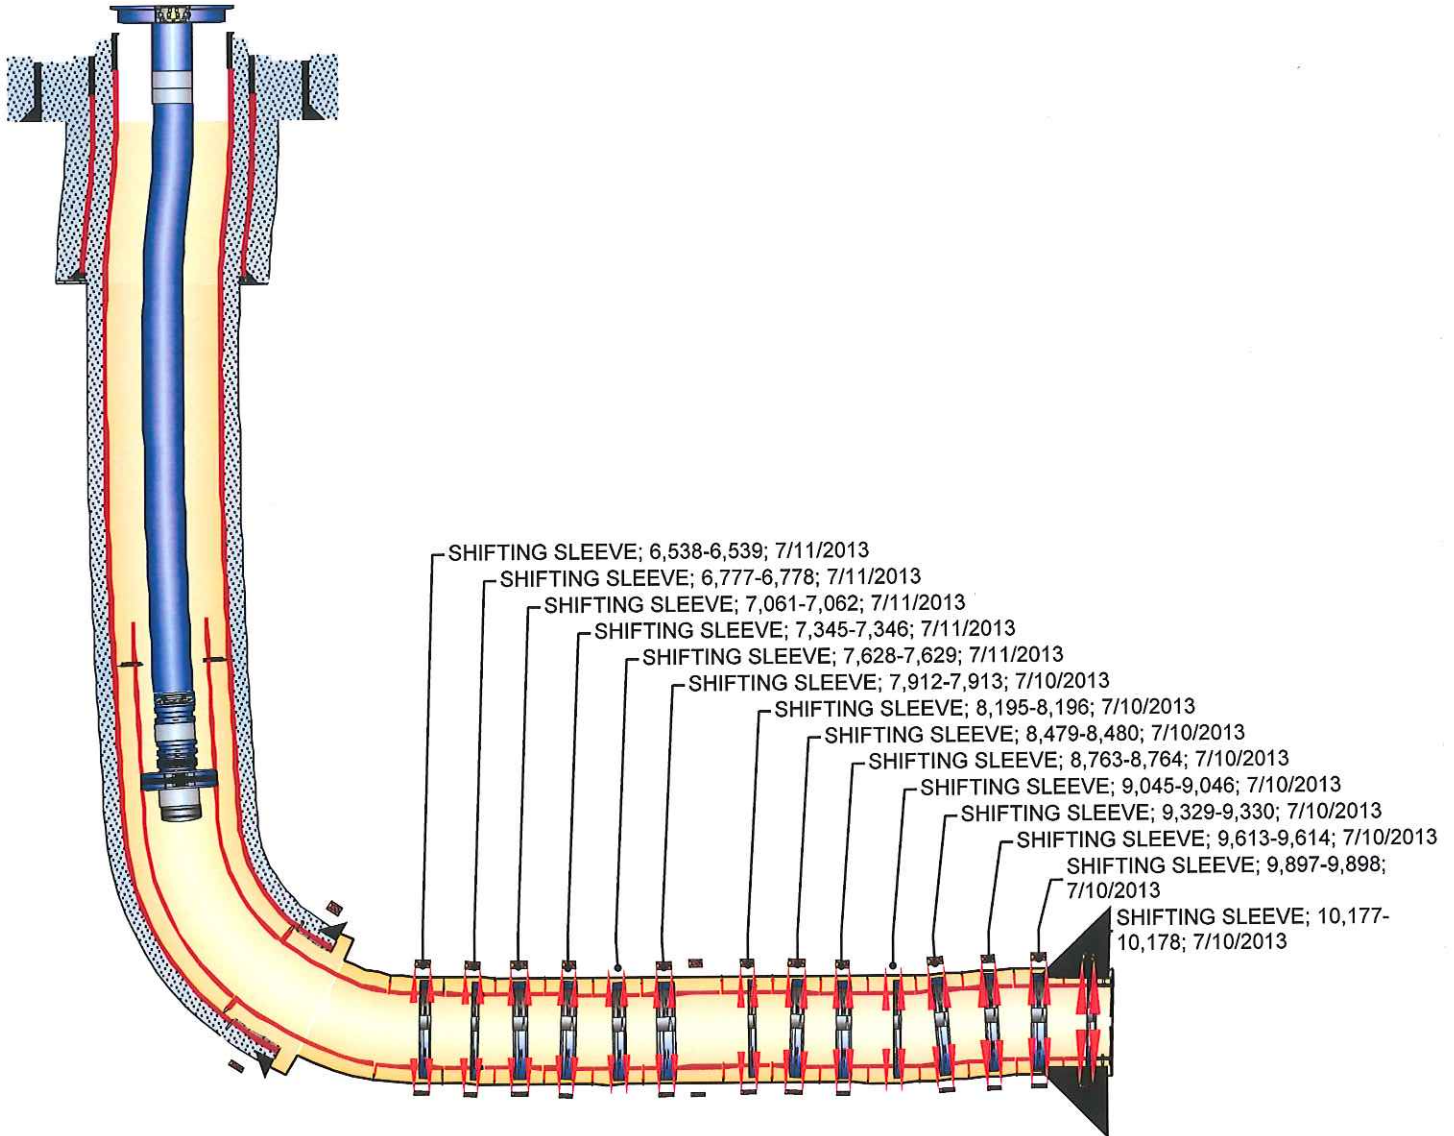 SHIFTING SLEEVE; 6,538-6,539; 7/11/2013
SHIFTING SLEEVE; 6,777-6,778; 7/11/2013
SHIFTING SLEEVE; 7,061-7,062; 7/11/2013
SHIFTING SLEEVE; 7,345-7,346; 7/11/2013
SHIFTING SLEEVE; 7,628-7,629; 7/11/2013
SHIFTING SLEEVE; 7,912-7,913; 7/10/2013
SHIFTING SLEEVE; 8,195-8,196; 7/10/2013
SHIFTING SLEEVE; 8,479-8,480; 7/10/2013
SHIFTING SLEEVE; 8,763-8,764; 7/10/2013
SHIFTING SLEEVE; 9,045-9,046; 7/10/2013
SHIFTING SLEEVE; 9,329-9,330; 7/10/2013
SHIFTING SLEEVE; 9,613-9,614; 7/10/2013
SHIFTING SLEEVE; 9,897-9,898;
7/10/2013
SHIFTING SLEEVE; 10,177-
10,178; 7/10/2013